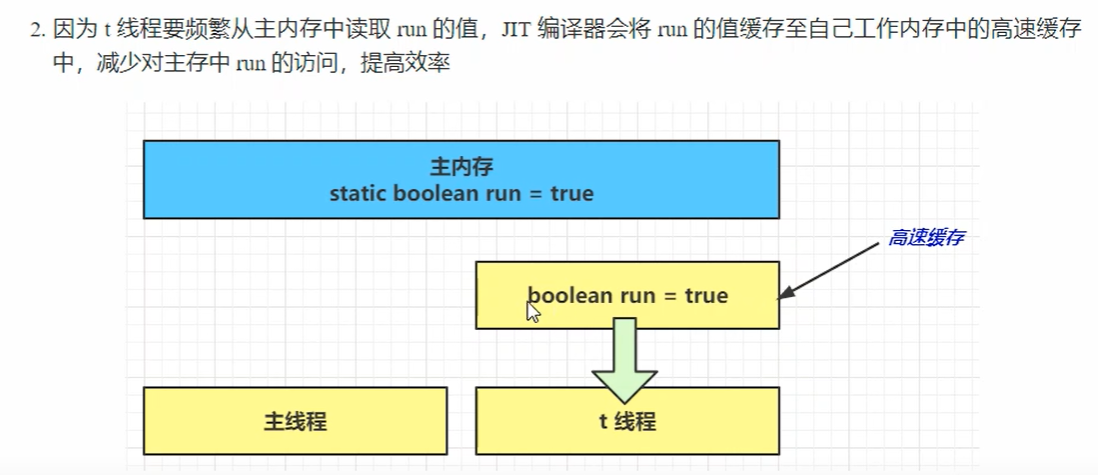 2. 因为 t 线程要频繁从主内存中读取 run 的值，JIT 编译器会将 run 的值缓存至自己工作内存中的高速缓存
中，减少对主存中 run 的访问，提高效率
主内存
static boolean run = true
高速缓存
boolean run = true
主线程
t 线程